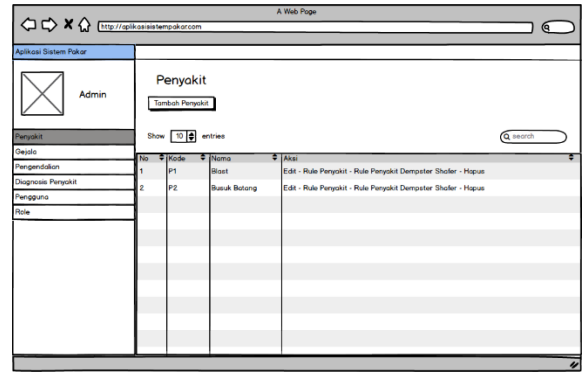 A Web Page
http://aplikasisistempakar.com
Aplikasi Sistem Pakar
Admin
Penyakit
Gejala
Pengendalian
Diagnosis Penyakit
Pengguna
Role
Penyakit
Tambah Penyakit
Show 10 entries
search
No Kode Nama Aksi
1 P1 Blast Edit - Rule Penyakit - Rule Penyakit Dempster Shafer - Hapus
2 P2 Busuk Batang Edit - Rule Penyakit - Rule Penyakit Dempster Shafer - Hapus